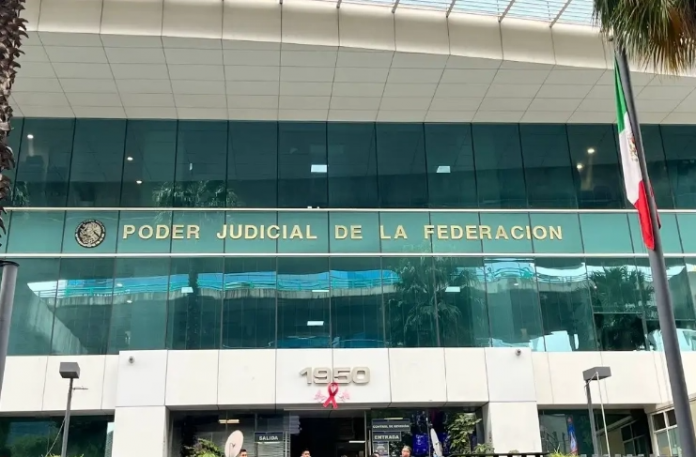 PODER JUDICIAL DE LA FEDERACION
1950
SALIDA
ENTRADA